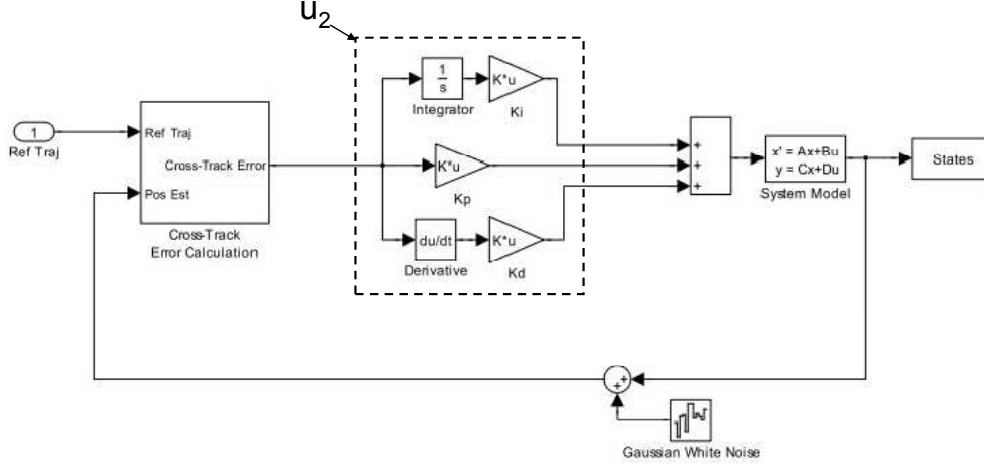 u2
1
s
Integrator
K*u
Ki
1
Ref Traj
Ref Traj
Cross-Track Error
Pos Est
Cross-Track
Error Calculation
K*u
Kp
du/dt
Derivative
K*u
Kd
+
+
+
x' = Ax+Bu
y = Cx+Du
System Model
States
+
+
Gaussian White Noise